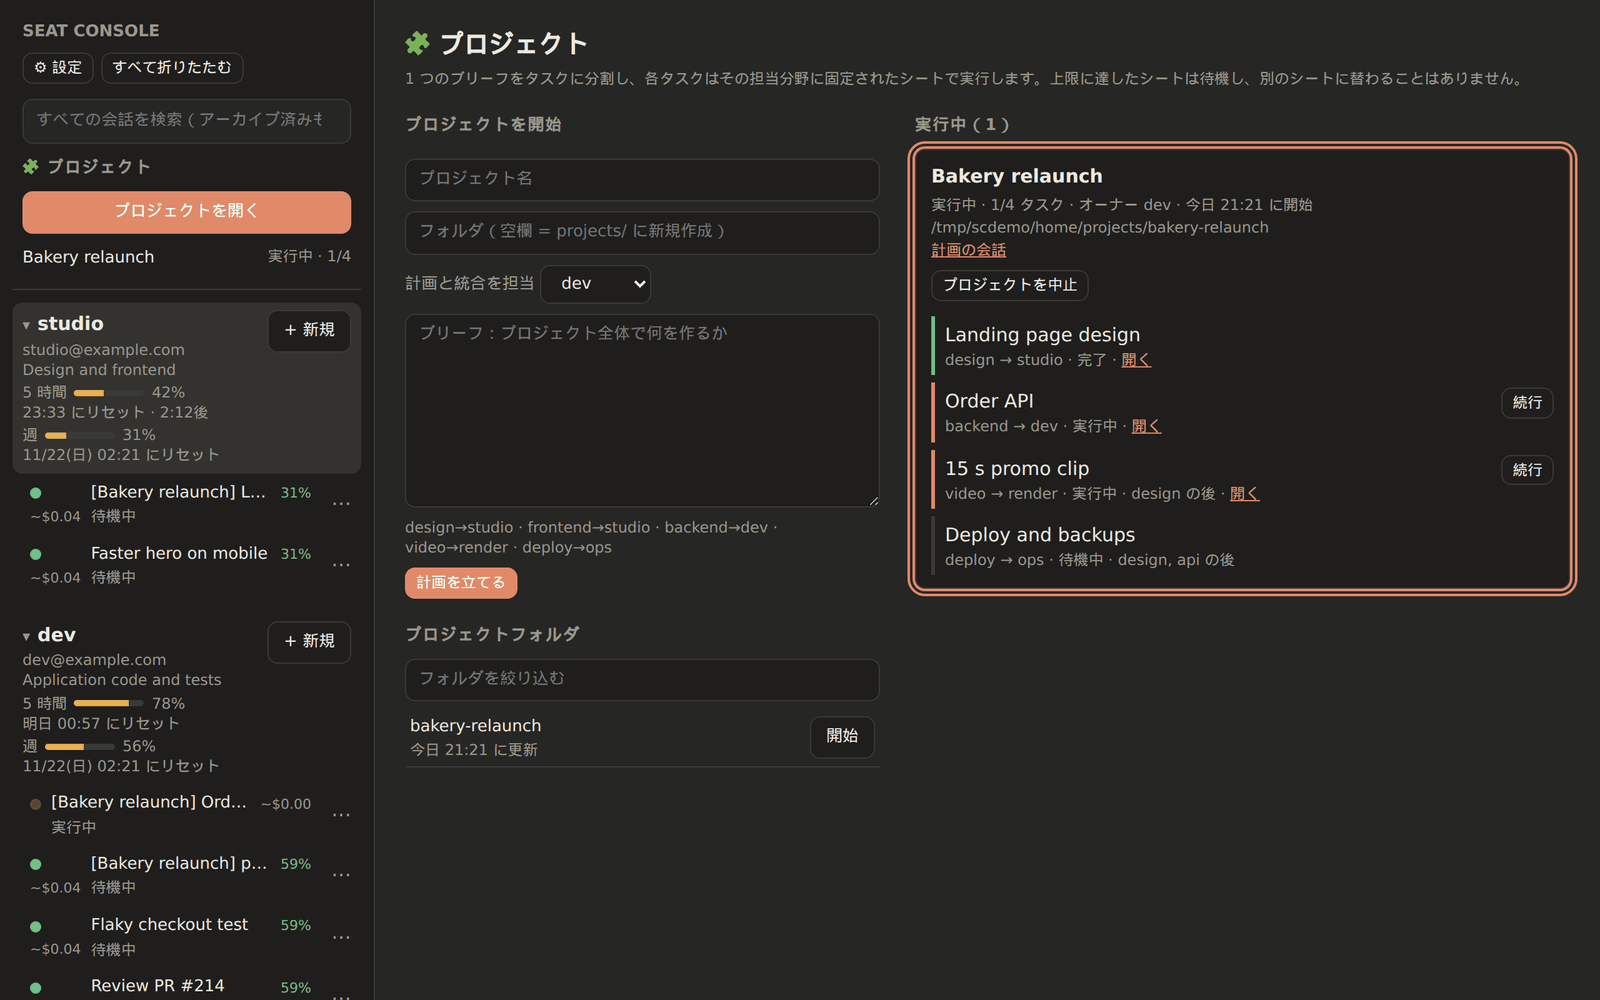 SEAT CONSOLE
⚙ 設定
すべて折りたたむ
すべての会話を検索（アーカイブ済みも
🧩 プロジェクト
プロジェクトを開く
Bakery relaunch
実行中 · 1/4
▾ studio
+ 新規
studio@example.com
Design and frontend
5 時間 42%
23:33 にリセット · 2:12後
週 31%
11/22(日) 02:21 にリセット
[Bakery relaunch] L… 31%
~$0.04 待機中
…
Faster hero on mobile 31%
~$0.04 待機中
…
▾ dev
+ 新規
dev@example.com
Application code and tests
5 時間 78%
明日 00:57 にリセット
週 56%
11/22(日) 02:21 にリセット
[Bakery relaunch] Ord… ~$0.00
実行中
…
[Bakery relaunch] p… 59%
~$0.04 待機中
…
Flaky checkout test 59%
~$0.04 待機中
…
Review PR #214 59%
…
🧩 プロジェクト
1 つのブリーフをタスクに分割し、各タスクはその担当分野に固定されたシートで実行します。上限に達したシートは待機し、別のシートに替わることはありません。
プロジェクトを開始
プロジェクト名
フォルダ（空欄 = projects/ に新規作成）
計画と統合を担当 dev
ブリーフ：プロジェクト全体で何を作るか
design→studio · frontend→studio · backend→dev ·
video→render · deploy→ops
計画を立てる
プロジェクトフォルダ
フォルダを絞り込む
bakery-relaunch
今日 21:21 に更新
開始
実行中（1）
Bakery relaunch
実行中 · 1/4 タスク · オーナー dev · 今日 21:21 に開始
/tmp/scdemo/home/projects/bakery-relaunch
計画の会話
プロジェクトを中止
Landing page design
design → studio · 完了 · 開く
Order API
backend → dev · 実行中 · 開く
続行
15 s promo clip
video → render · 実行中 · design の後 · 開く
続行
Deploy and backups
deploy → ops · 待機中 · design, api の後